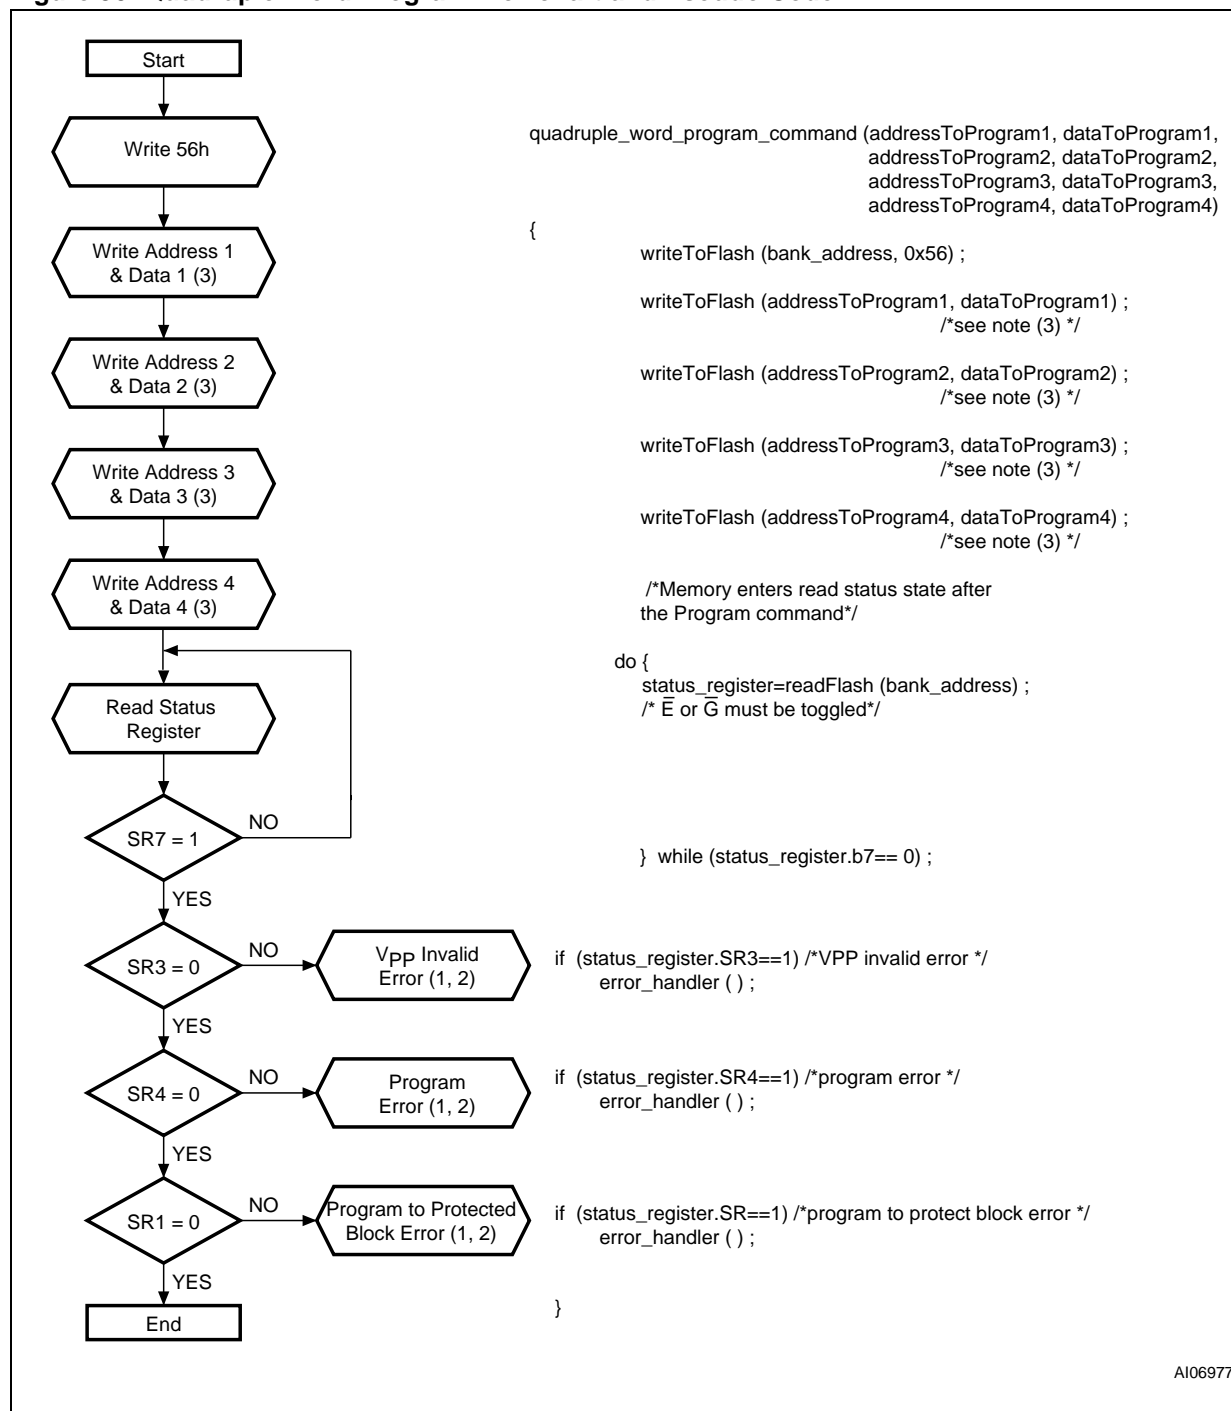 Start
Write 56h
Write Address 1
& Data 1 (3)
Write Address 2
& Data 2 (3)
Write Address 3
& Data 3 (3)
Write Address 4
& Data 4 (3)
Read Status
Register
SR7 = 1
NO
YES
SR3 = 0
NO
VPP Invalid
Error (1, 2)
YES
SR4 = 0
NO
Program
Error (1, 2)
YES
SR1 = 0
NO
Program to Protected
Block Error (1, 2)
YES
End
quadruple_word_program_command (addressToProgram1, dataToProgram1,
addressToProgram2, dataToProgram2,
addressToProgram3, dataToProgram3,
addressToProgram4, dataToProgram4)
{
writeToFlash (bank_address, 0x56) ;
writeToFlash (addressToProgram1, dataToProgram1) ;
/*see note (3) */
writeToFlash (addressToProgram2, dataToProgram2) ;
/*see note (3) */
writeToFlash (addressToProgram3, dataToProgram3) ;
/*see note (3) */
writeToFlash (addressToProgram4, dataToProgram4) ;
/*see note (3) */
/*Memory enters read status state after
the Program command*/
do {
status_register=readFlash (bank_address) ;
/* E̅ or G̅ must be toggled*/
} while (status_register.b7== 0) ;
if (status_register.SR3==1) /*VPP invalid error */
error_handler ( ) ;
if (status_register.SR4==1) /*program error */
error_handler ( ) ;
if (status_register.SR==1) /*program to protect block error */
error_handler ( ) ;
}
AI06977